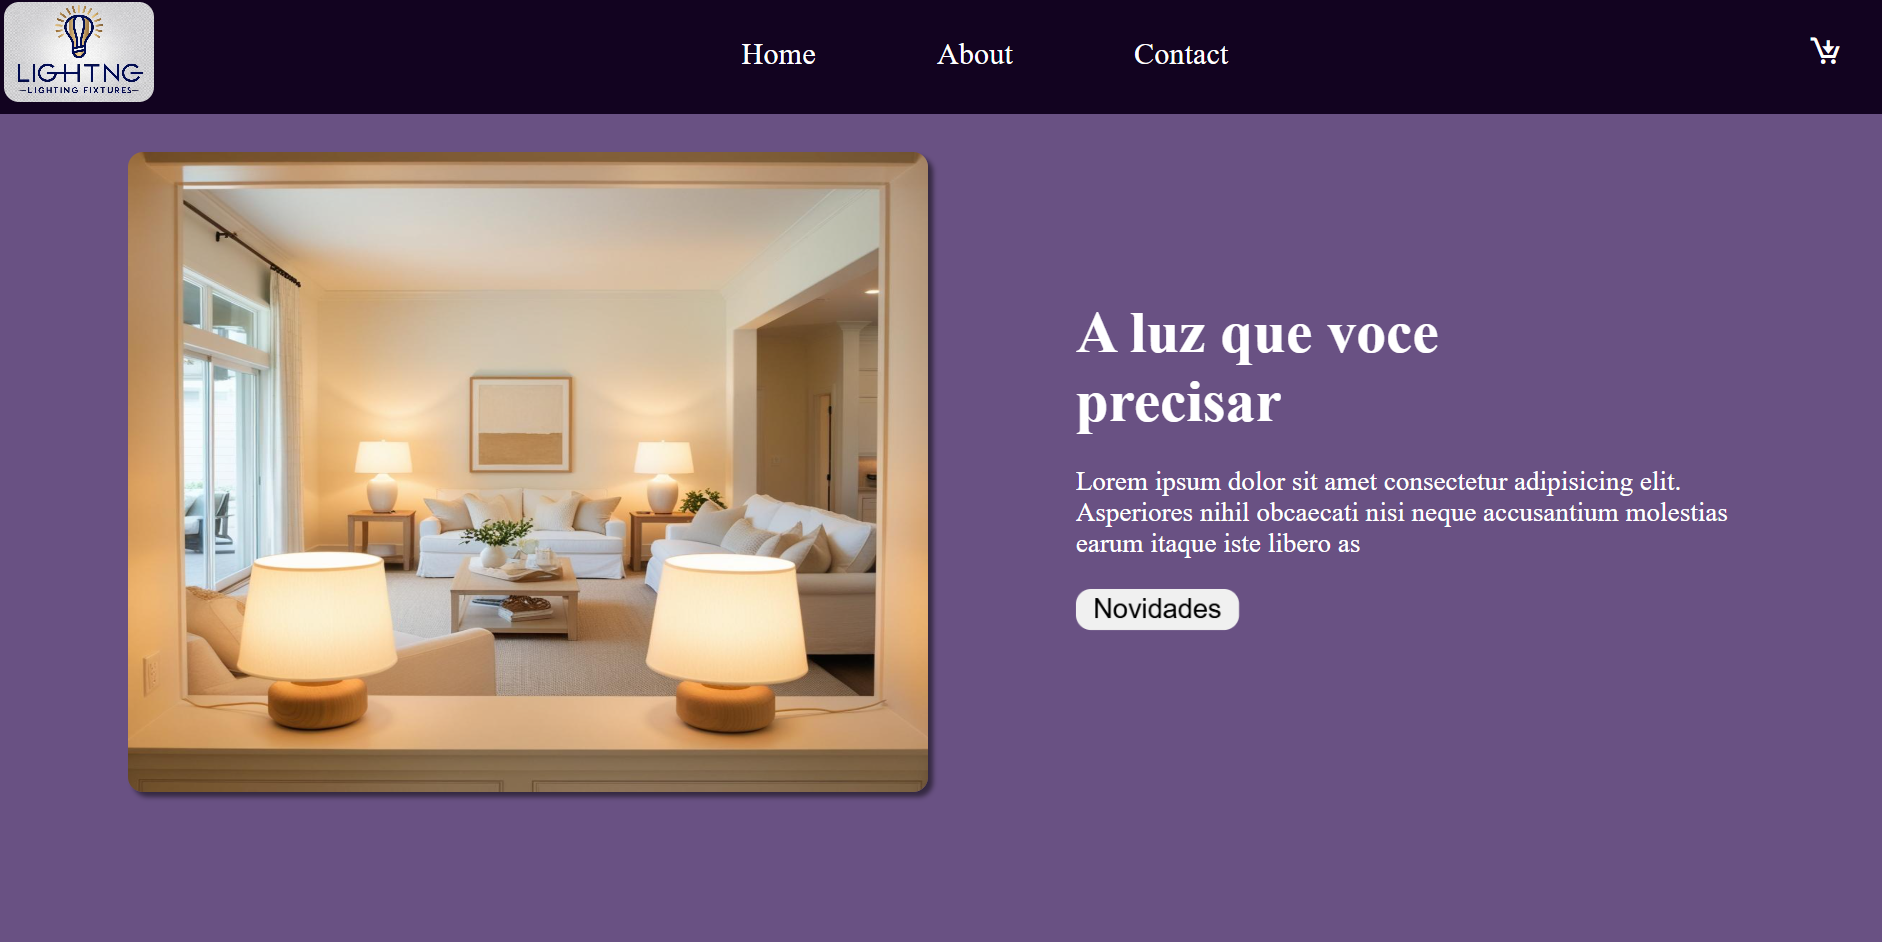 LIGHTNG
LIGHTING FIXTURES
Home About Contact
A luz que voce
precisar
Lorem ipsum dolor sit amet consectetur adipisicing elit.
Asperiores nihil obcaecati nisi neque accusantium molestias
earum itaque iste libero as
Novidades